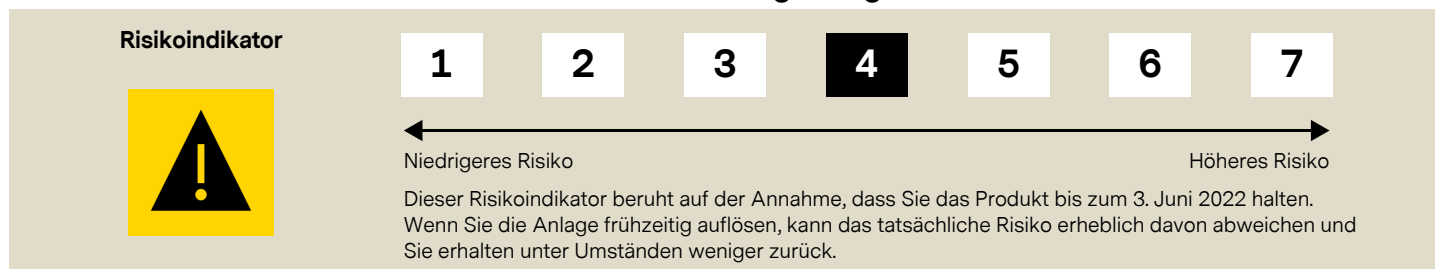 Risikoindikator
1 2 3 4 5 6 7
Niedrigeres Risiko Höheres Risiko
Dieser Risikoindikator beruht auf der Annahme, dass Sie das Produkt bis zum 3. Juni 2022 halten.
Wenn Sie die Anlage frühzeitig auflösen, kann das tatsächliche Risiko erheblich davon abweichen und
Sie erhalten unter Umständen weniger zurück.